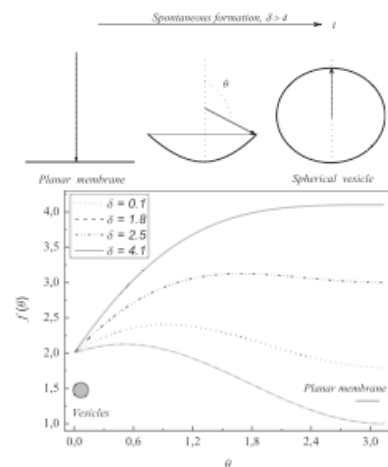 Spontaneous formation, δ > 4
t
θ
Planar membrane
Spherical vesicle
δ = 0.1
δ = 1.8
δ = 2.5
δ = 4.1
4,0
3,5
3,0
2,5
2,0
1,5
1,0
f(θ)
Vesicles
Planar membrane
0,0 0,6 1,2 1,8 2,4 3,0
θ